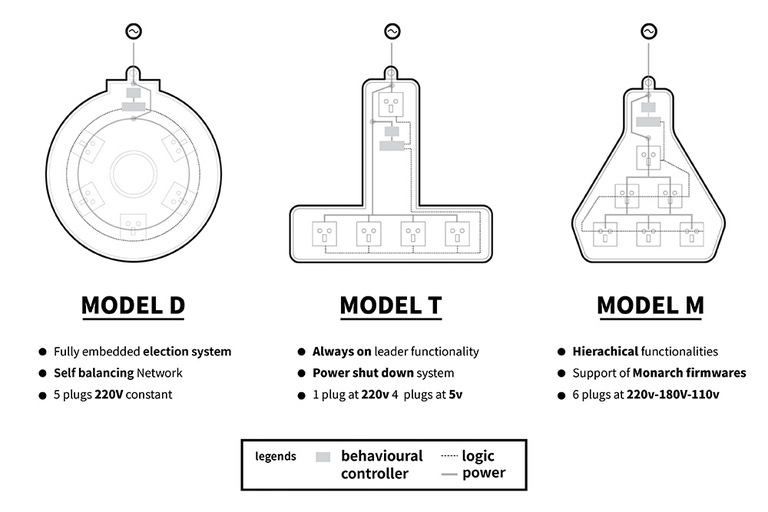 MODEL D
Fully embedded election system
Self balancing Network
5 plugs 220V constant
MODEL T
Always on leader functionality
Power shut down system
1 plug at 220v 4 plugs at 5v
MODEL M
Hierachical functionalities
Support of Monarch firmwares
6 plugs at 220v-180V-110v
legends
behavioural
controller
logic
power